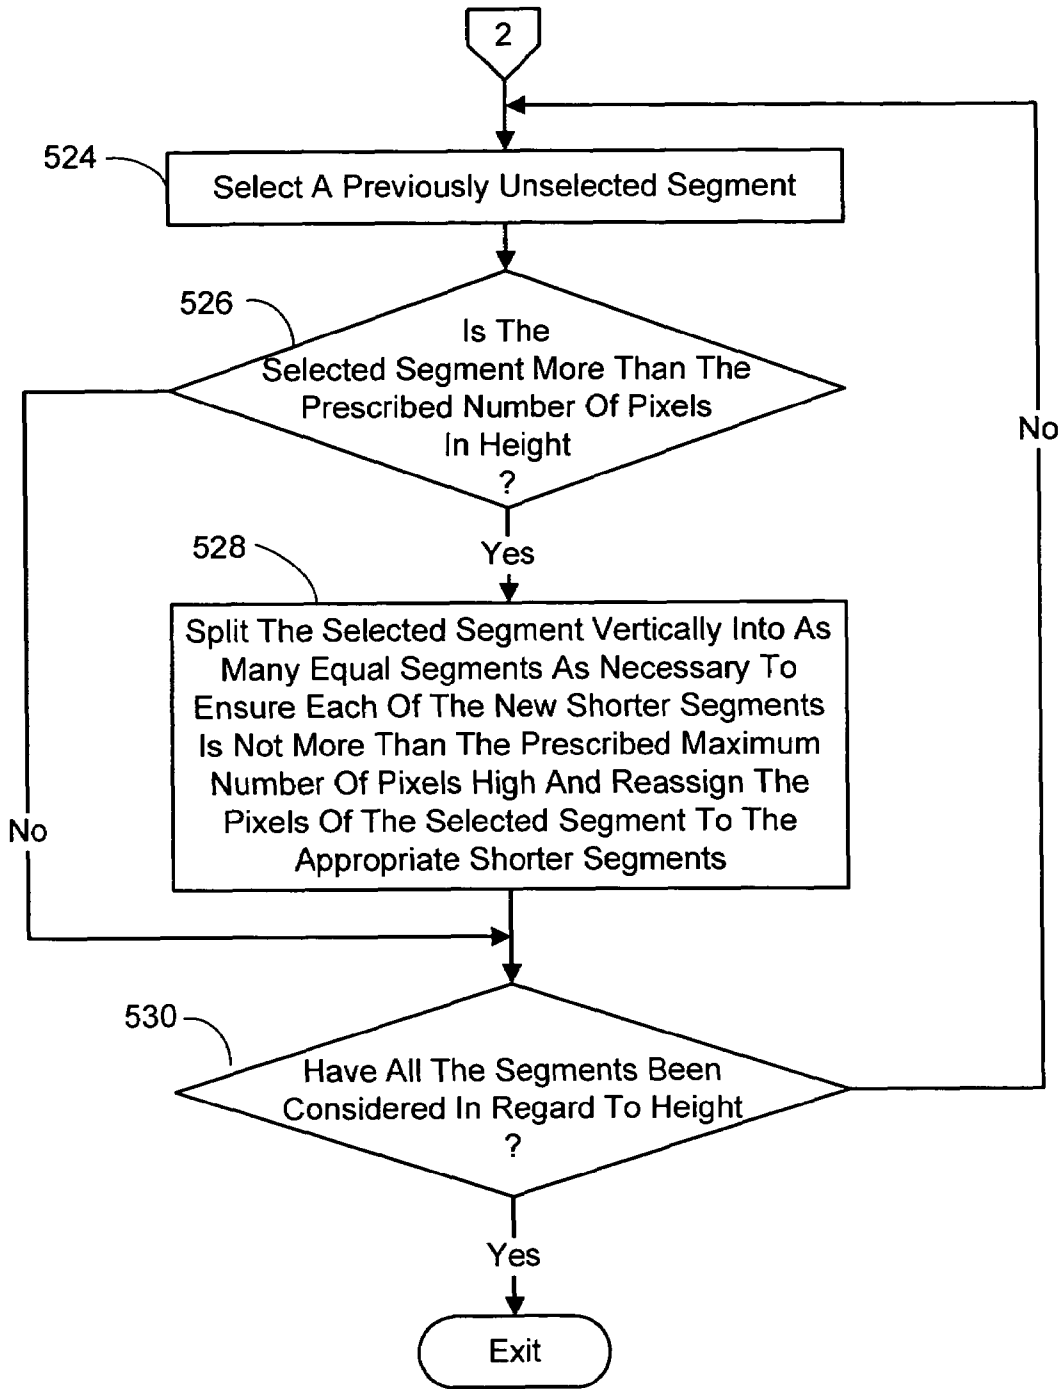 2
524
Select A Previously Unselected Segment
526
Is The
Selected Segment More Than The
Prescribed Number Of Pixels
In Height
?
No
Yes
528
Split The Selected Segment Vertically Into As
Many Equal Segments As Necessary To
Ensure Each Of The New Shorter Segments
Is Not More Than The Prescribed Maximum
Number Of Pixels High And Reassign The
Pixels Of The Selected Segment To The
Appropriate Shorter Segments
No
530
Have All The Segments Been
Considered In Regard To Height
?
Yes
Exit